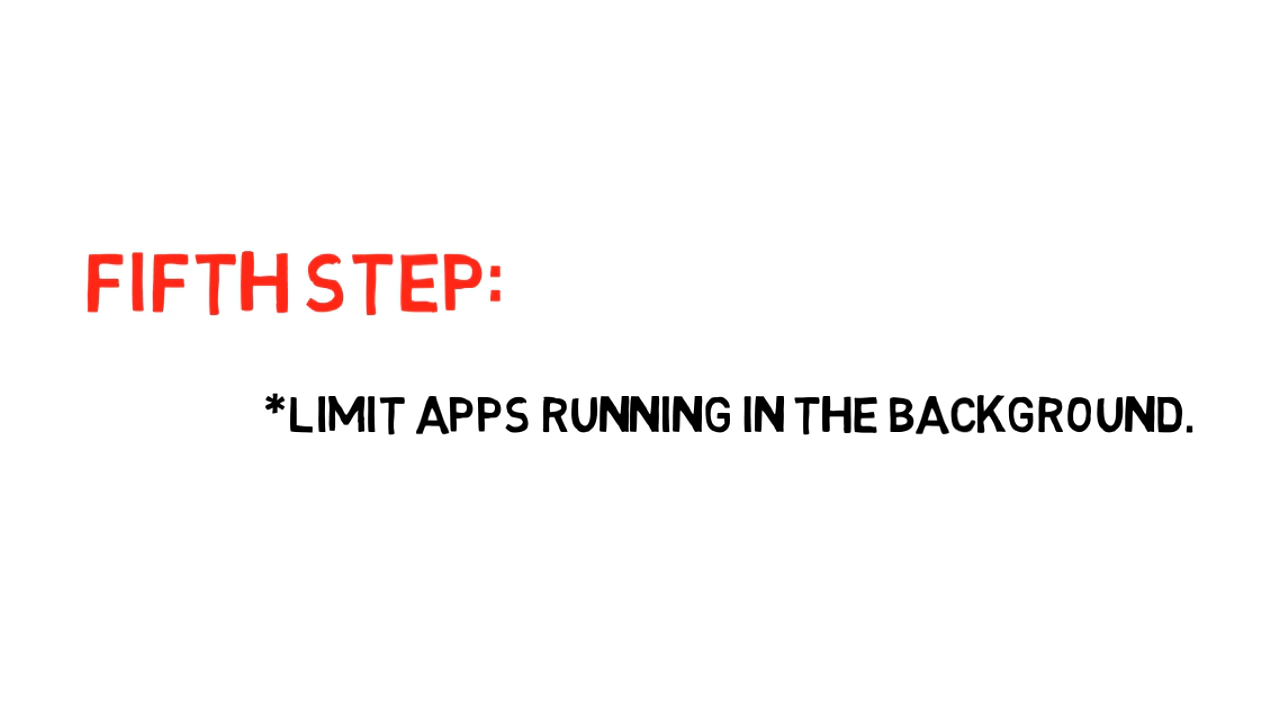 FIFTH STEP:
*LIMIT APPS RUNNING IN THE BACKGROUND.